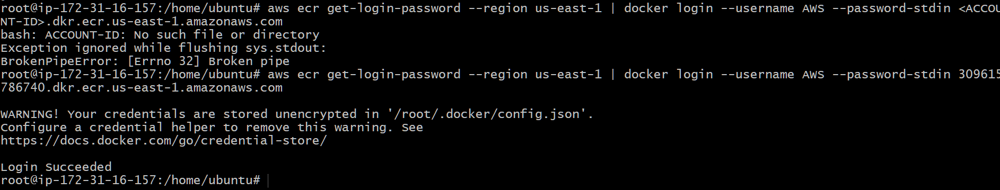 root@ip-172-31-16-157:/home/ubuntu# aws ecr get-login-password --region us-east-1 | docker login --username AWS --password-stdin <ACCOU
NT-ID>.dkr.ecr.us-east-1.amazonaws.com
bash: ACCOUNT-ID: No such file or directory
Exception ignored while flushing sys.stdout:
BrokenPipeError: [Errno 32] Broken pipe
root@ip-172-31-16-157:/home/ubuntu# aws ecr get-login-password --region us-east-1 | docker login --username AWS --password-stdin 309615
786740.dkr.ecr.us-east-1.amazonaws.com
WARNING! Your credentials are stored unencrypted in '/root/.docker/config.json'.
Configure a credential helper to remove this warning. See
https://docs.docker.com/go/credential-store/
Login Succeeded
root@ip-172-31-16-157:/home/ubuntu#